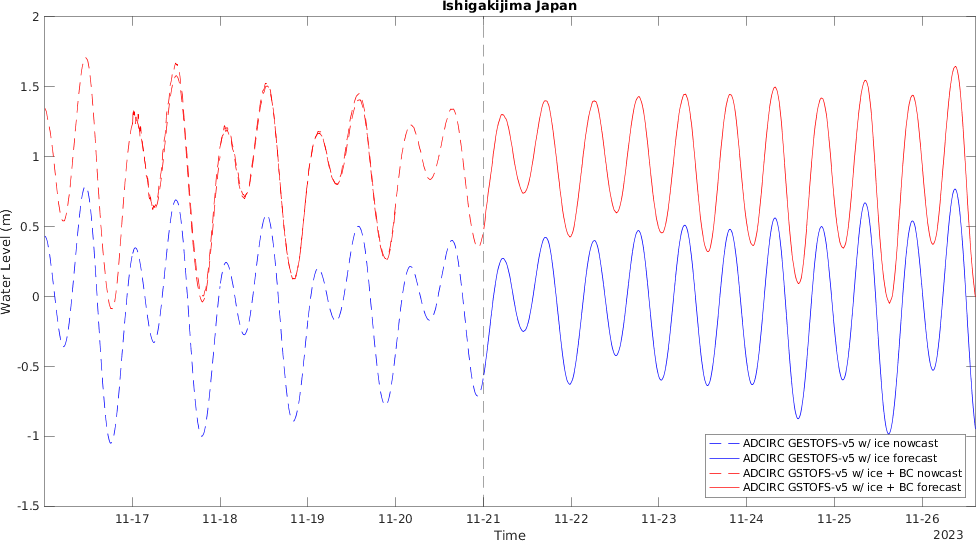 Ishigakijima Japan
2
1.5
1
0.5
0
-0.5
-1
-1.5
Water Level (m)
ADCIRC GESTOFS-v5 w/ ice nowcast
ADCIRC GESTOFS-v5 w/ ice forecast
ADCIRC GSTOFS-v5 w/ ice + BC nowcast
ADCIRC GSTOFS-v5 w/ ice + BC forecast
11-17 11-18 11-19 11-20 11-21 11-22 11-23 11-24 11-25 11-26
Time
2023